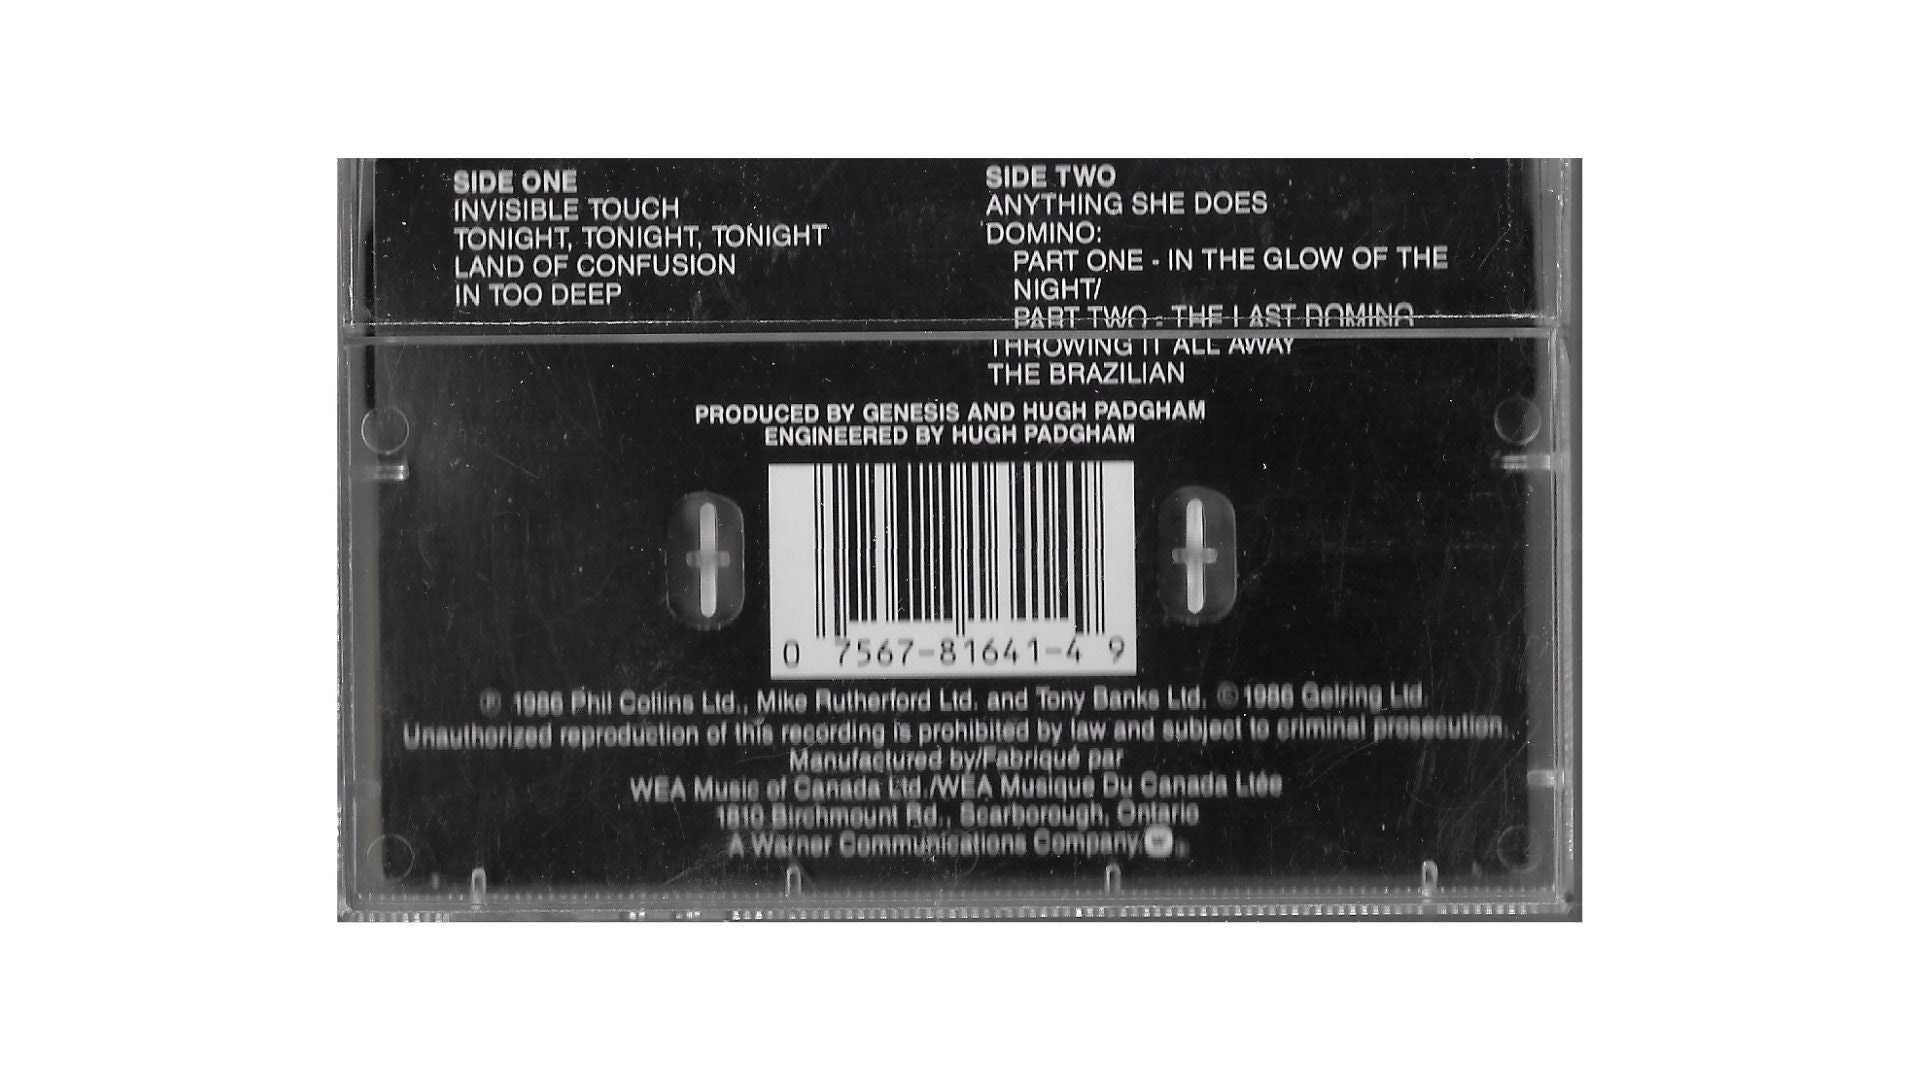 SIDE ONE
INVISIBLE TOUCH
TONIGHT, TONIGHT, TONIGHT
LAND OF CONFUSION
IN TOO DEEP
SIDE TWO
ANYTHING SHE DOES
DOMINO:
PART ONE - IN THE GLOW OF THE
NIGHT/
PART TWO - THE LAST DOMINO
THROWING IT ALL AWAY
THE BRAZILIAN
PRODUCED BY GENESIS AND HUGH PADGHAM
ENGINEERED BY HUGH PADGHAM
0 7567-81641-4 9
℗ 1986 Phil Collins Ltd., Mike Rutherford Ltd. and Tony Banks Ltd. © 1986 Gelring Ltd.
Unauthorized reproduction of this recording is prohibited by law and subject to criminal prosecution.
Manufactured by/Fabriqué par
WEA Music of Canada Ltd./WEA Musique Du Canada Ltée
1810 Birchmount Rd., Scarborough, Ontario
A Warner Communications Company